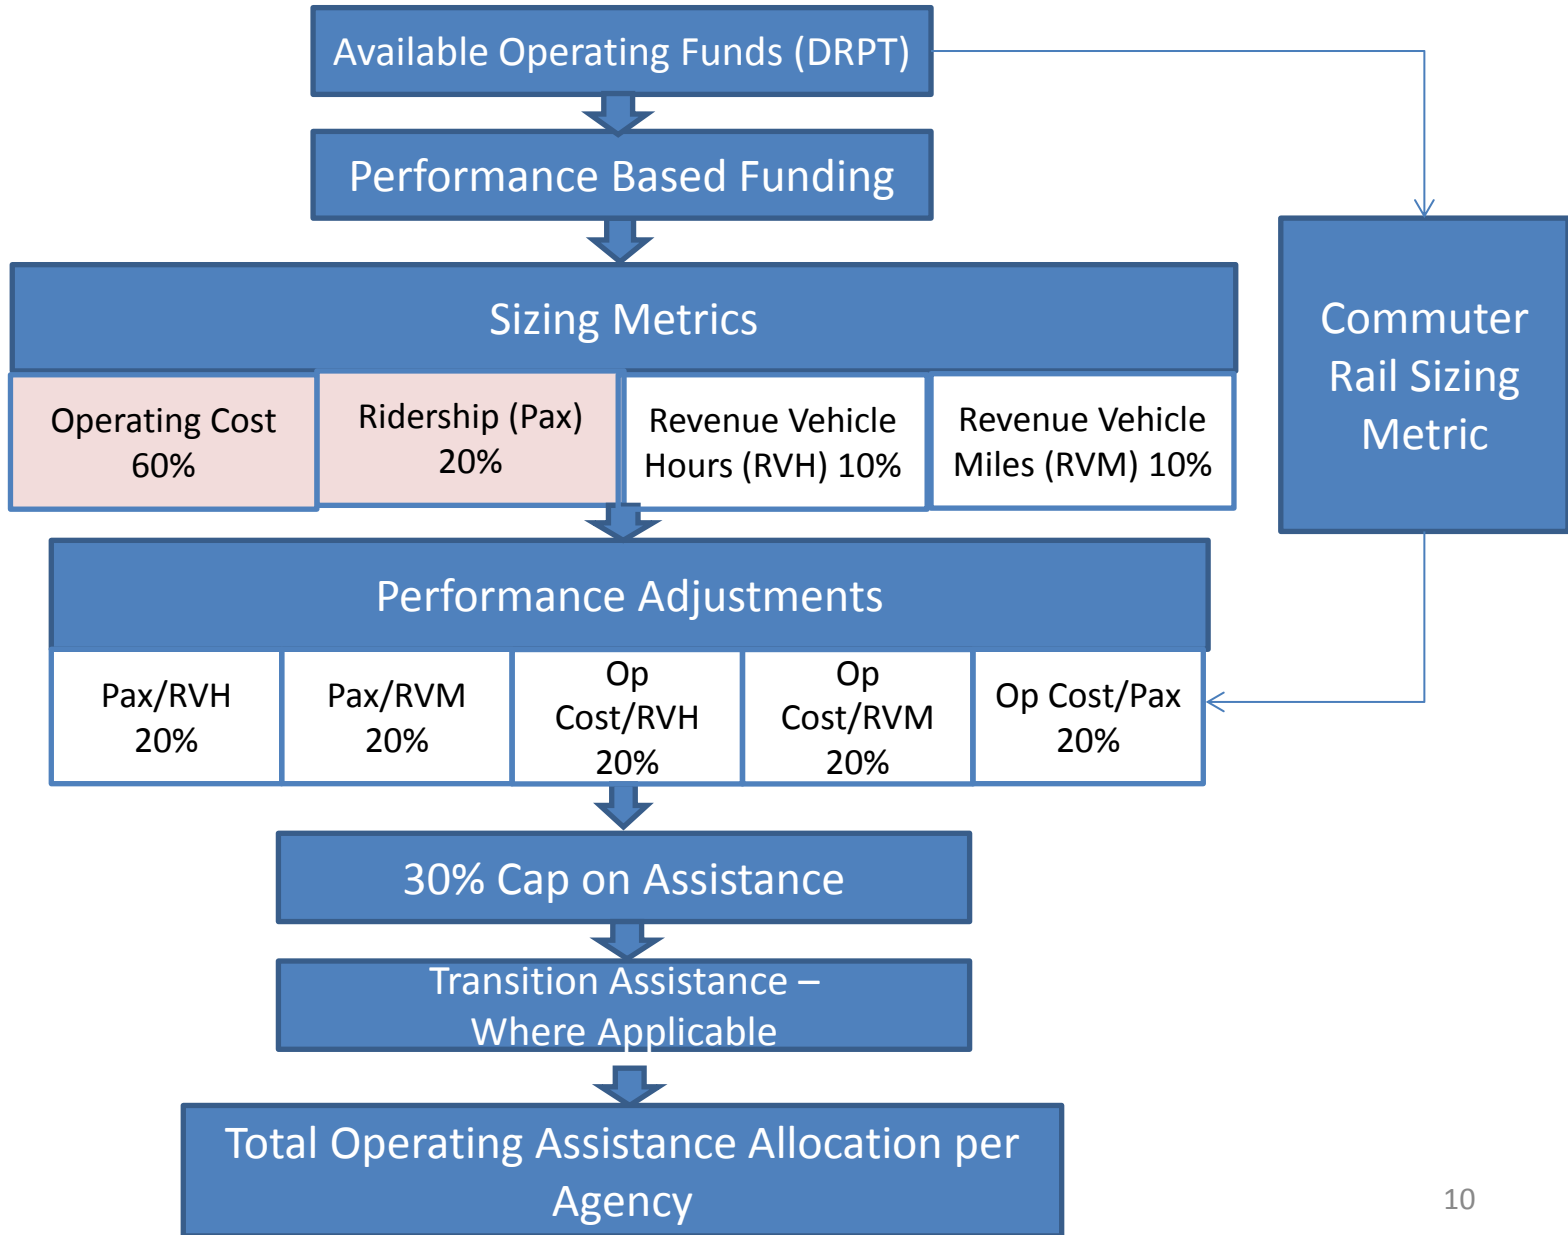 Available Operating Funds (DRPT)
Performance Based Funding
Sizing Metrics
Operating Cost
60%
Ridership (Pax)
20%
Revenue Vehicle
Hours (RVH) 10%
Revenue Vehicle
Miles (RVM) 10%
Commuter
Rail Sizing
Metric
Performance Adjustments
Pax/RVH
20%
Pax/RVM
20%
Op
Cost/RVH
20%
Op
Cost/RVM
20%
Op Cost/Pax
20%
30% Cap on Assistance
Transition Assistance –
Where Applicable
Total Operating Assistance Allocation per
Agency
10